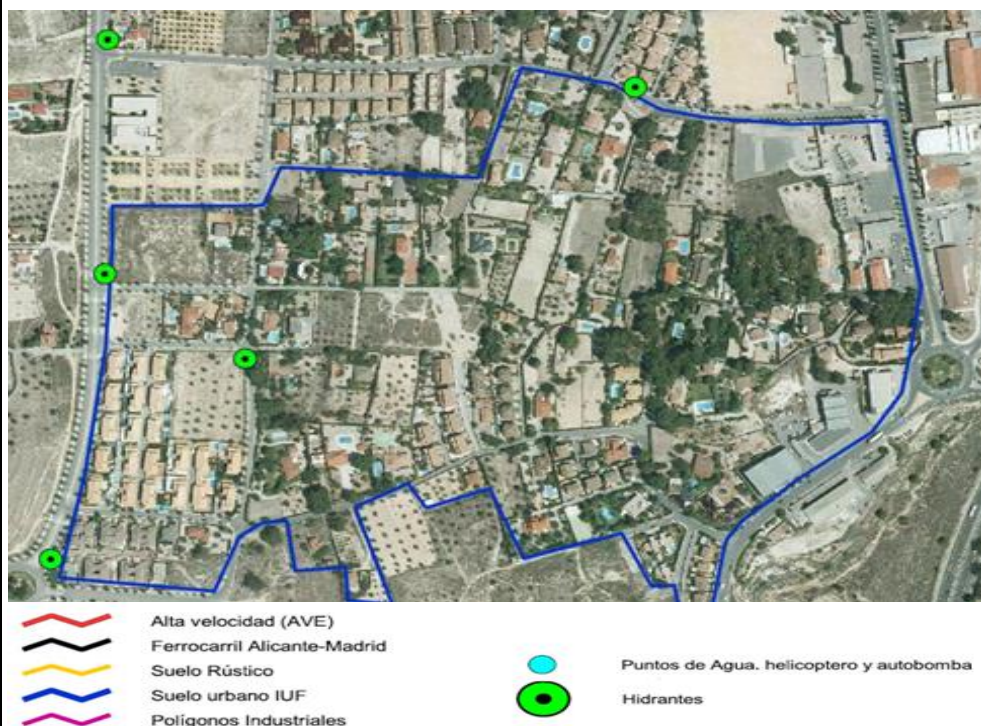 Alta velocidad (AVE)
Ferrocarril Alicante-Madrid
Suelo Rústico
Suelo urbano IUF
Polígonos Industriales
Puntos de Agua. helicoptero y autobomba
Hidrantes